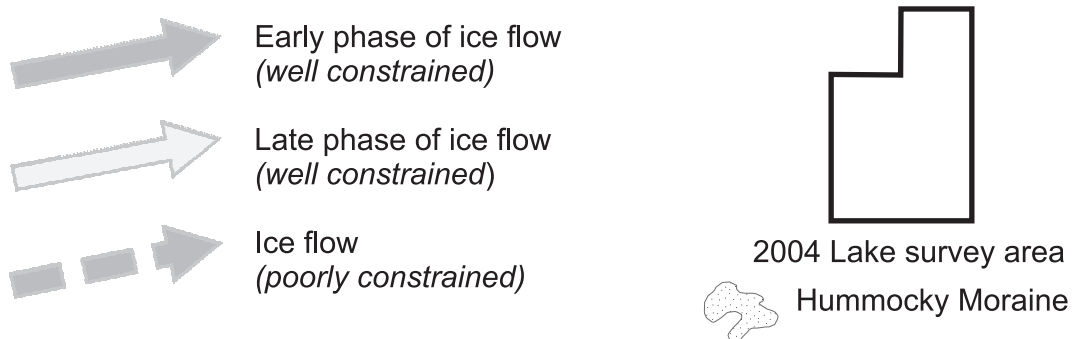 Early phase of ice flow
(well constrained)
Late phase of ice flow
(well constrained)
Ice flow
(poorly constrained)
2004 Lake survey area
Hummocky Moraine